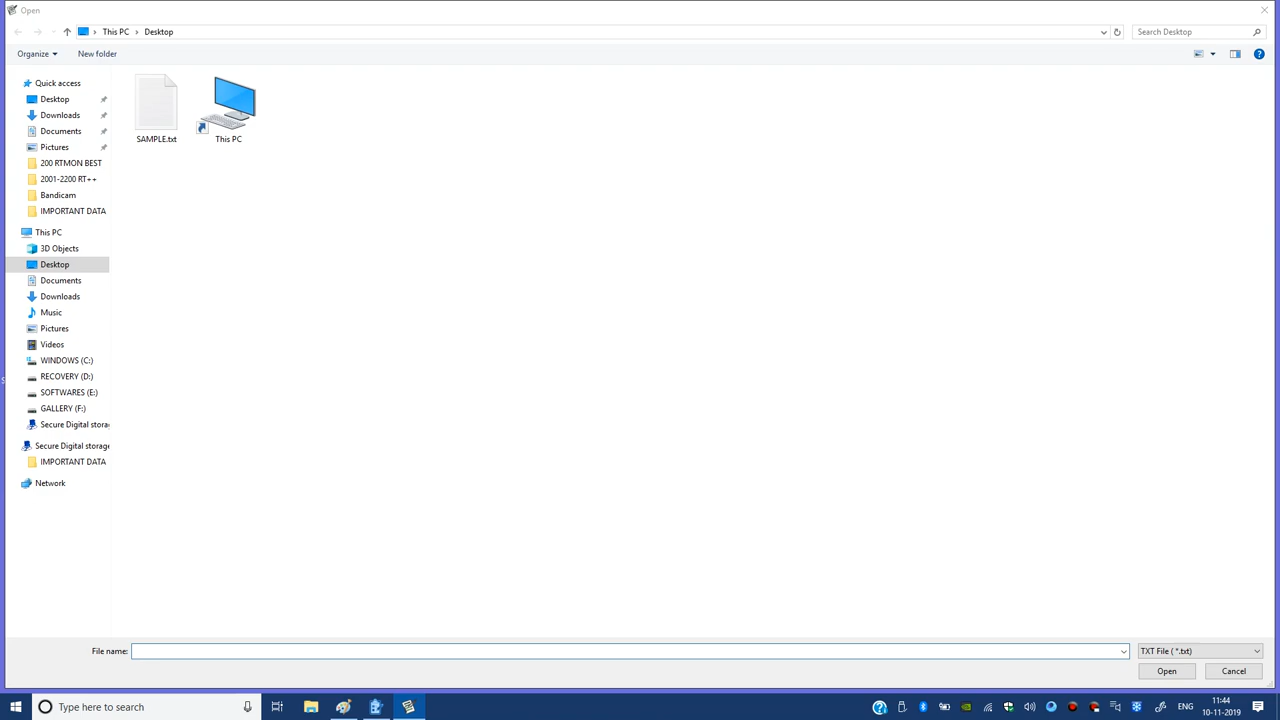 Open
This PC › Desktop
Search Desktop
Organize
New folder
Quick access
Desktop
Downloads
Documents
Pictures
200 RTMON BEST
2001-2200 RT++
Bandicam
IMPORTANT DATA
This PC
3D Objects
Desktop
Documents
Downloads
Music
Pictures
Videos
WINDOWS (C:)
RECOVERY (D:)
SOFTWARES (E:)
GALLERY (F:)
Secure Digital stora
Secure Digital storage
IMPORTANT DATA
Network
SAMPLE.txt
This PC
File name:
TXT File ( *.txt)
Open
Cancel
Type here to search
ENG
11:44
10-11-2019